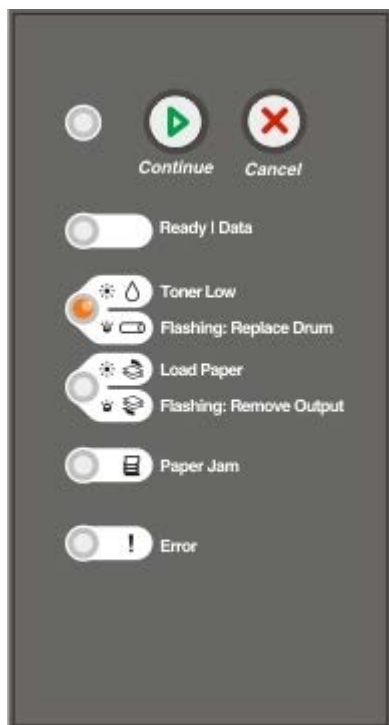 Continue
Cancel
Ready | Data
Toner Low
Flashing: Replace Drum
Load Paper
Flashing: Remove Output
Paper Jam
! Error